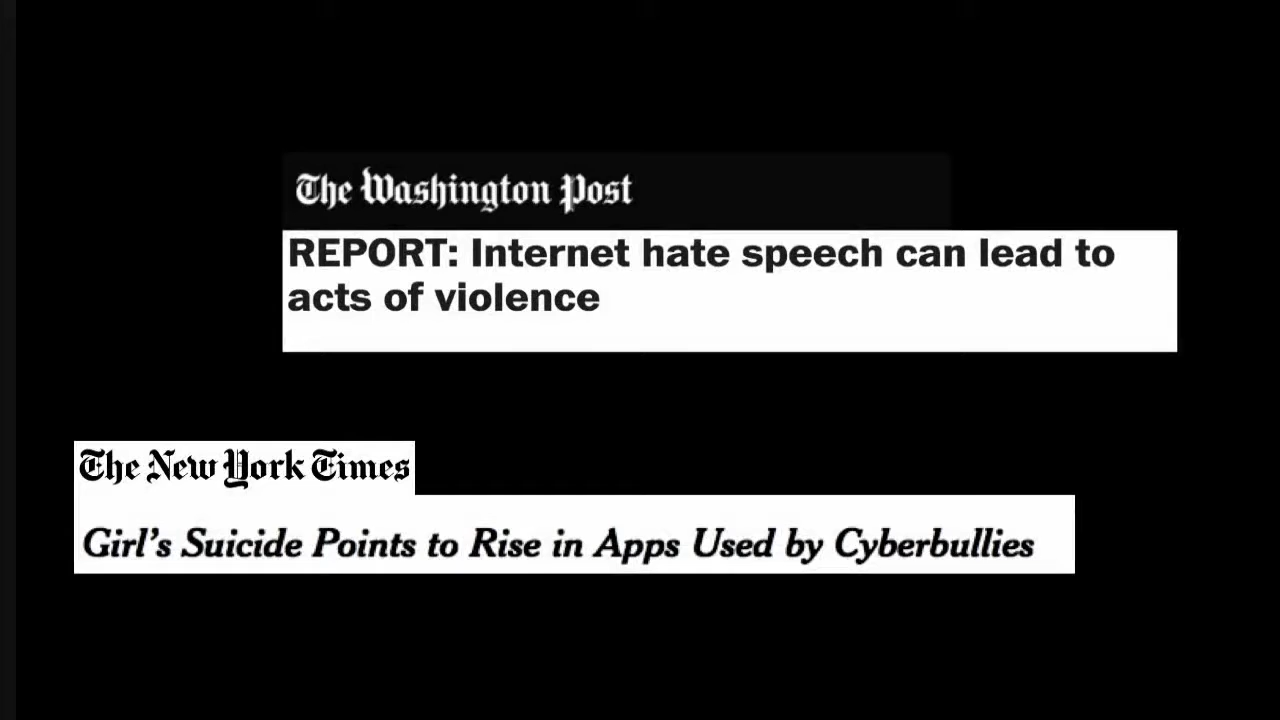 The Washington Post
REPORT: Internet hate speech can lead to
acts of violence
The New York Times
Girl's Suicide Points to Rise in Apps Used by Cyberbullies